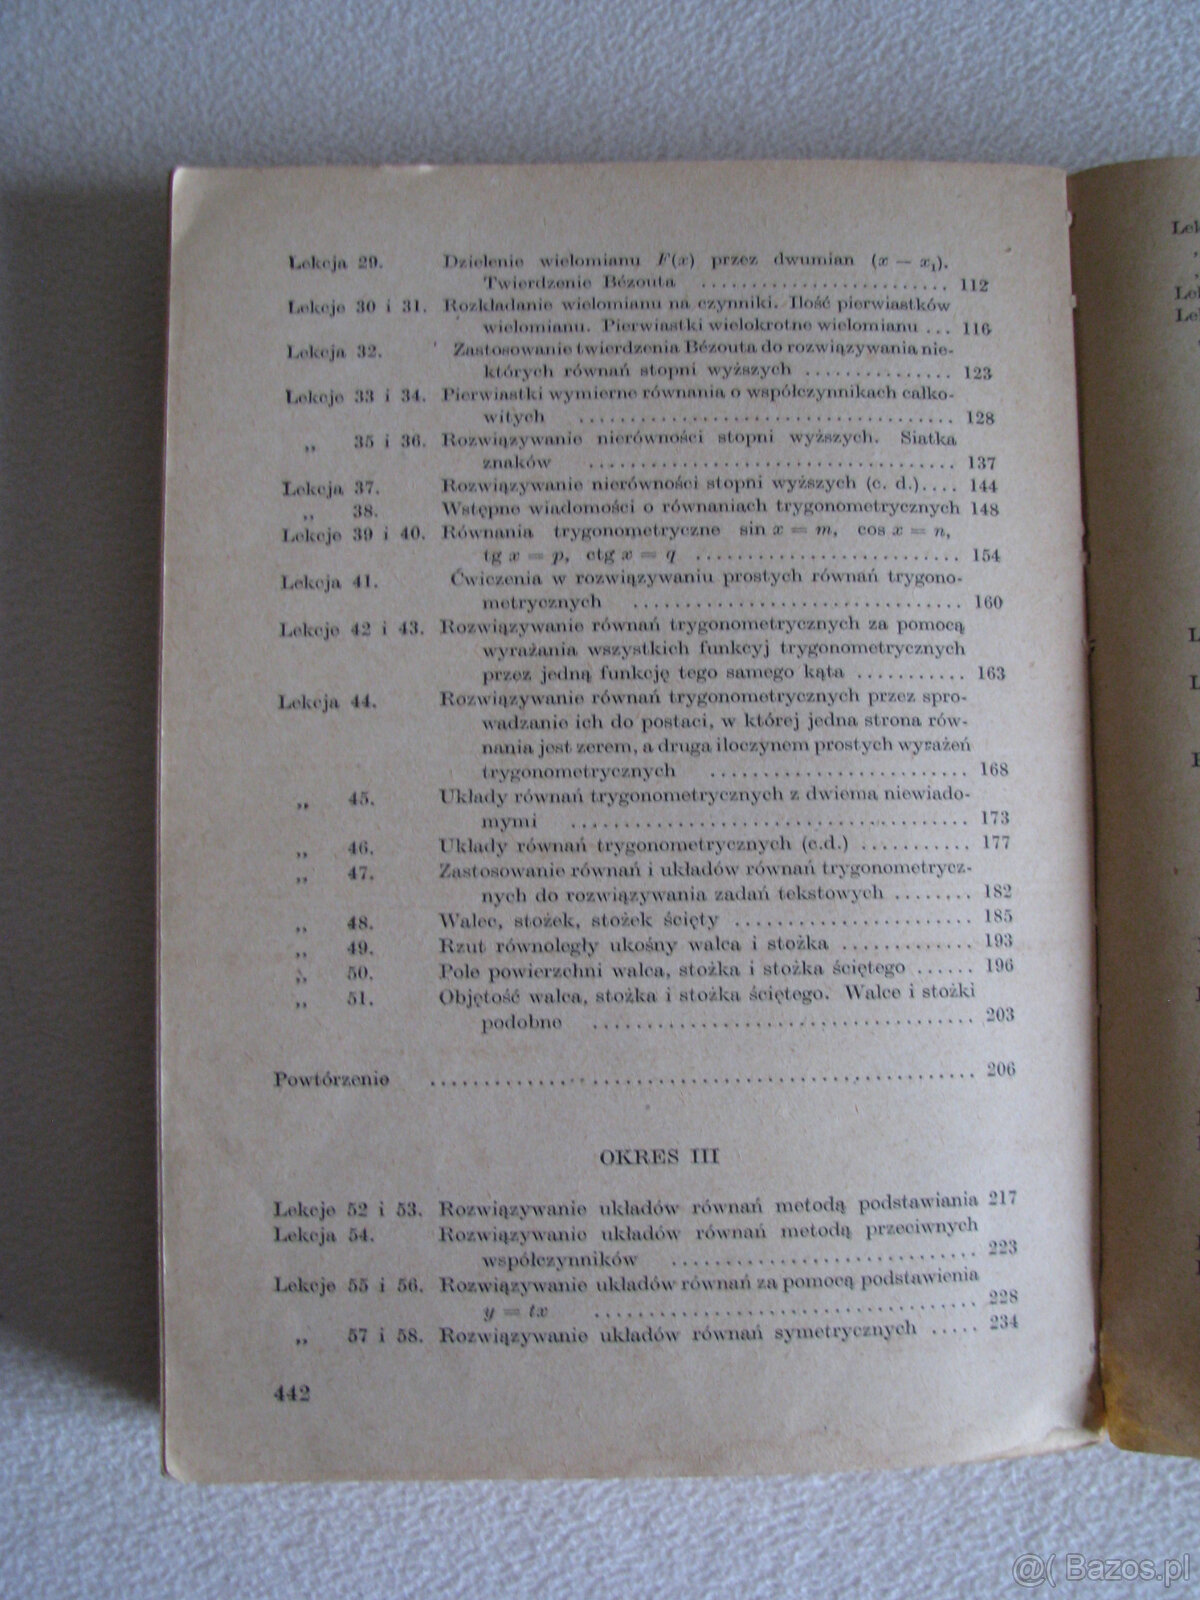 Lekcja 29. Dzielenie wielomianu F(x) przez dwumian (x — x₁).
Twierdzenie Bézouta ........................ 112
Lekcje 30 i 31. Rozkładanie wielomianu na czynniki. Ilość pierwiastków
wielomianu. Pierwiastki wielokrotne wielomianu ... 116
Lekcja 32. Zastosowanie twierdzenia Bézouta do rozwiązywania nie-
których równań stopni wyższych ............... 123
Lekcje 33 i 34. Pierwiastki wymierne równania o współczynnikach całko-
witych .................................... 128
„ 35 i 36. Rozwiązywanie nierówności stopni wyższych. Siatka
znaków ................................... 137
Lekcja 37. Rozwiązywanie nierówności stopni wyższych (c. d.).... 144
„ 38. Wstępne wiadomości o równaniach trygonometrycznych 148
Lekcje 39 i 40. Równania trygonometryczne sin x = m, cos x = n,
tg x = p, ctg x = q .......................... 154
Lekcja 41. Ćwiczenia w rozwiązywaniu prostych równań trygono-
metrycznych ................................ 160
Lekcje 42 i 43. Rozwiązywanie równań trygonometrycznych za pomocą
wyrażania wszystkich funkcyj trygonometrycznych
przez jedną funkcję tego samego kąta ........... 163
Lekcja 44. Rozwiązywanie równań trygonometrycznych przez spro-
wadzanie ich do postaci, w której jedna strona rów-
nania jest zerem, a druga iloczynem prostych wyrażeń
trygonometrycznych ......................... 168
„ 45. Układy równań trygonometrycznych z dwiema niewiado-
mymi ...................................... 173
„ 46. Układy równań trygonometrycznych (c.d.) ........... 177
„ 47. Zastosowanie równań i układów równań trygonometrycz-
nych do rozwiązywania zadań tekstowych ........ 182
„ 48. Walec, stożek, stożek ścięty ....................... 185
„ 49. Rzut równoległy ukośny walca i stożka ............. 193
„ 50. Pole powierzchni walca, stożka i stożka ściętego ...... 196
„ 51. Objętość walca, stożka i stożka ściętego. Walce i stożki
podobne .................................... 203
Powtórzenie .................................................... 206
OKRES III
Lekcje 52 i 53. Rozwiązywanie układów równań metodą podstawiania 217
Lekcja 54. Rozwiązywanie układów równań metodą przeciwnych
współczynników ............................. 223
Lekcje 55 i 56. Rozwiązywanie układów równań za pomocą podstawienia
y = tx ..................................... 228
„ 57 i 58. Rozwiązywanie układów równań symetrycznych ..... 234
442
@( Bazos.pl